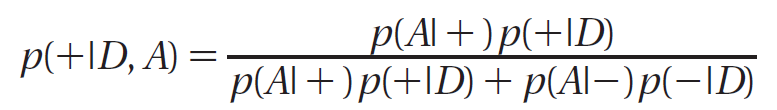 p(+|D, A) = p(A|+)p(+|D) / p(A|+)p(+|D) + p(A|−)p(−|D)